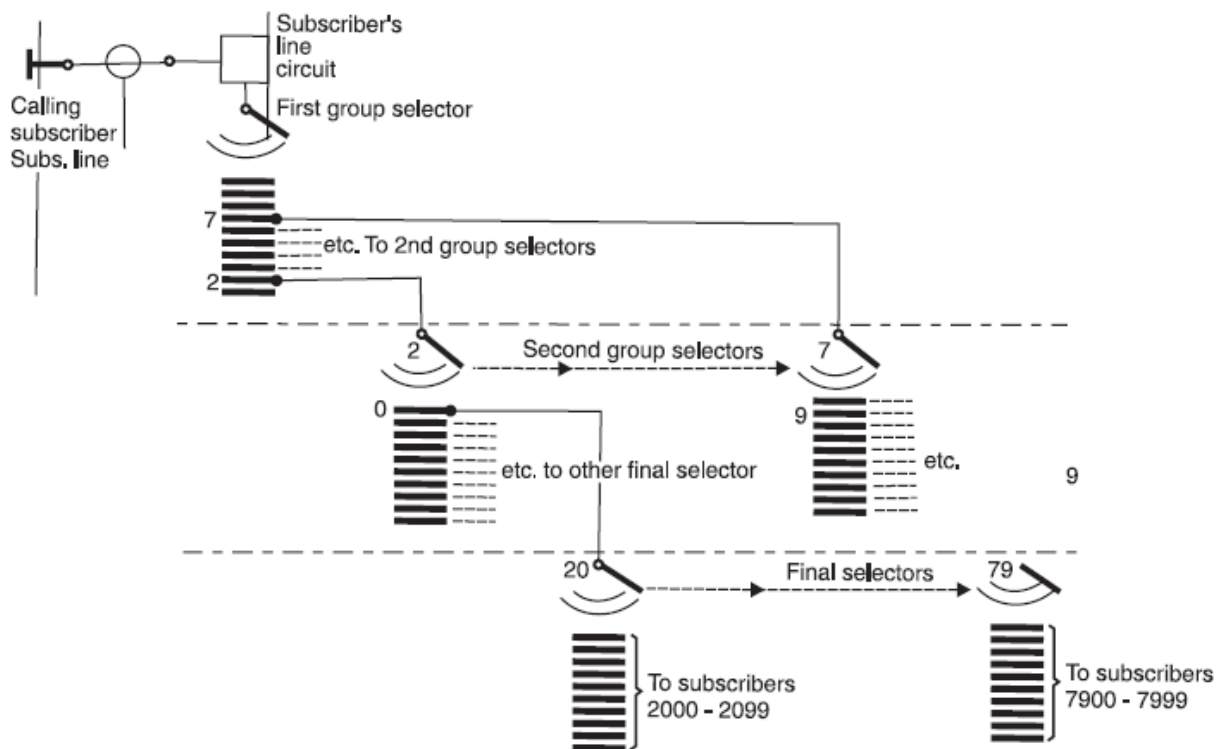 Subscriber's
line
circuit
Calling
subscriber
Subs. line
First group selector
7
etc. To 2nd group selectors
2
2
Second group selectors
7
0
9
etc. to other final selector
etc.
9
20
Final selectors
79
To subscribers
2000 - 2099
To subscribers
7900 - 7999